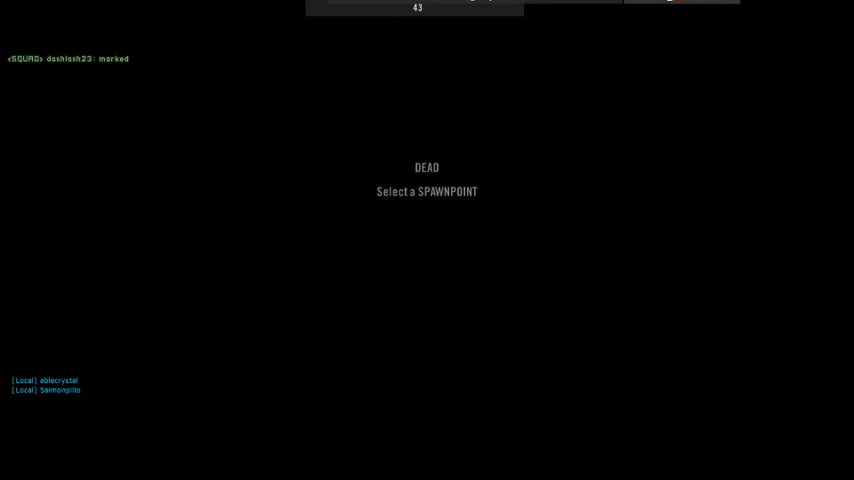 43
<SQUAD> dashlash23: marked
DEAD
Select a SPAWNPOINT
[Local] ablecrystal
[Local] Salmonpillo